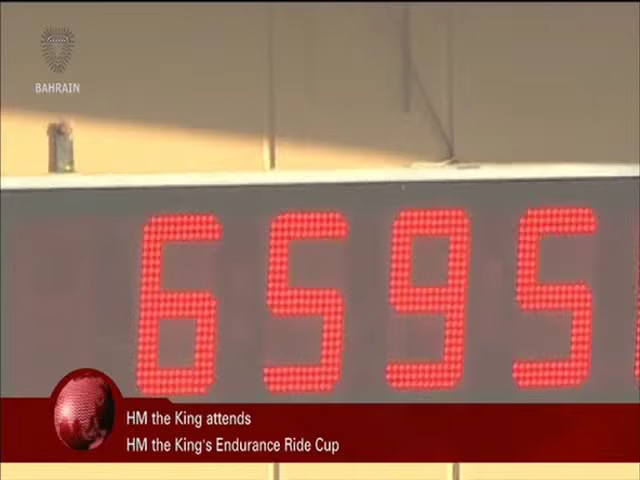 BAHRAIN
6595
HM the King attends
HM the King's Endurance Ride Cup